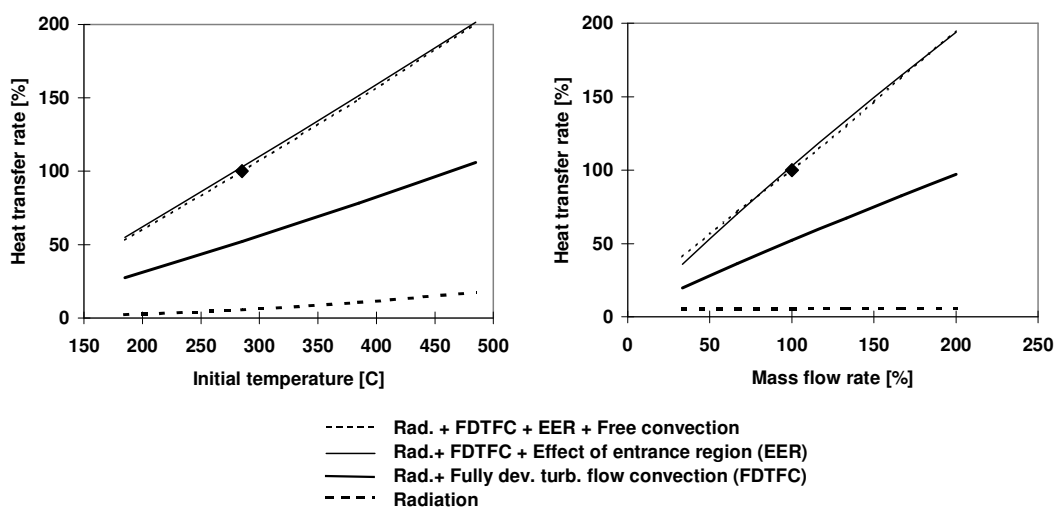 Heat transfer rate [%]
200
150
100
50
0
150 200 250 300 350 400 450 500
Initial temperature [C]
Heat transfer rate [%]
200
150
100
50
0
0 50 100 150 200 250
Mass flow rate [%]
Rad. + FDTFC + EER + Free convection
Rad.+ FDTFC + Effect of entrance region (EER)
Rad.+ Fully dev. turb. flow convection (FDTFC)
Radiation